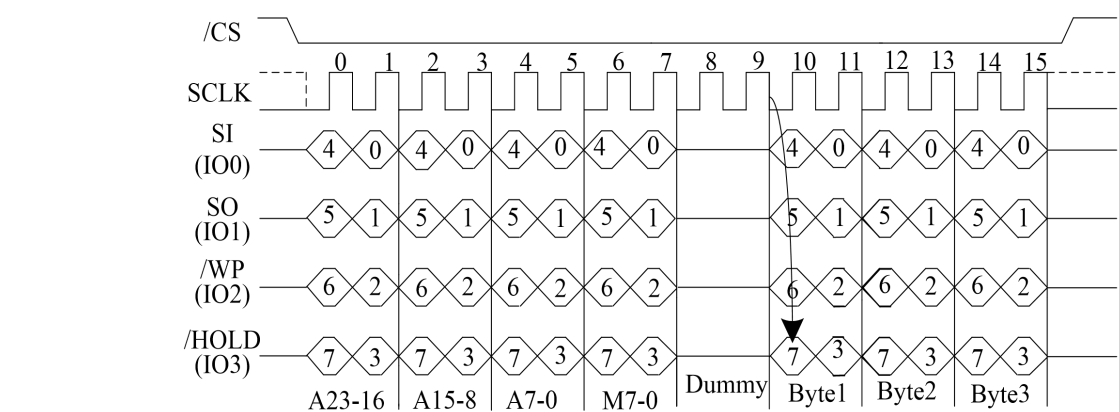 /CS
0 1 2 3 4 5 6 7 8 9 10 11 12 13 14 15
SCLK
SI
(IO0)
4 0 4 0 4 0 4 0 4 0 4 0 4 0
SO
(IO1)
5 1 5 1 5 1 5 1 5 1 5 1 5 1
/WP
(IO2)
6 2 6 2 6 2 6 2 6 2 6 2 6 2
/HOLD
(IO3)
7 3 7 3 7 3 7 3 7 3 7 3 7 3
A23-16 A15-8 A7-0 M7-0 Dummy Byte1 Byte2 Byte3